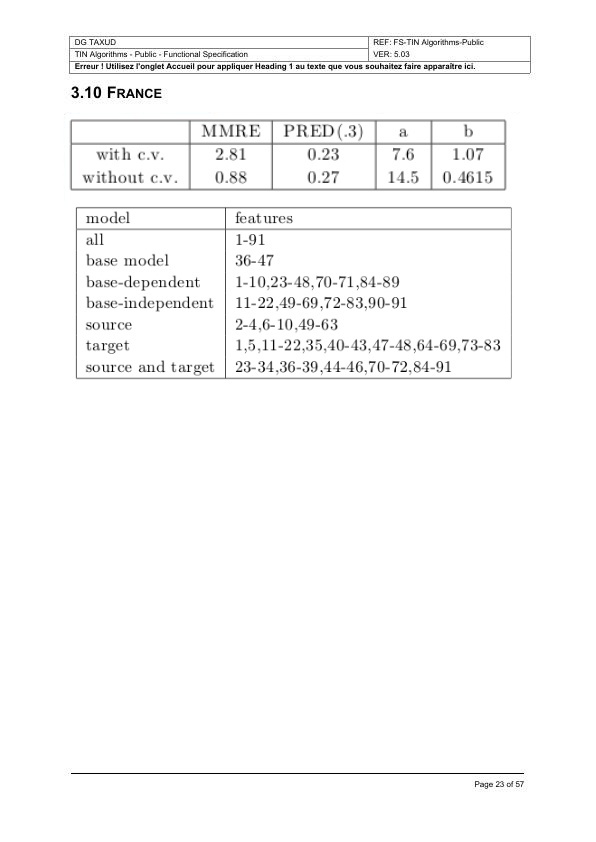 DG TAXUD REF: FS-TIN Algorithms-Public
TIN Algorithms - Public - Functional Specification VER: 5.03
Erreur ! Utilisez l'onglet Accueil pour appliquer Heading 1 au texte que vous souhaitez faire apparaître ici.
3.10 FRANCE
MMRE PRED(.3) a b
with c.v. 2.81 0.23 7.6 1.07
without c.v. 0.88 0.27 14.5 0.4615
model features
all 1-91
base model 36-47
base-dependent 1-10,23-48,70-71,84-89
base-independent 11-22,49-69,72-83,90-91
source 2-4,6-10,49-63
target 1,5,11-22,35,40-43,47-48,64-69,73-83
source and target 23-34,36-39,44-46,70-72,84-91
Page 23 of 57